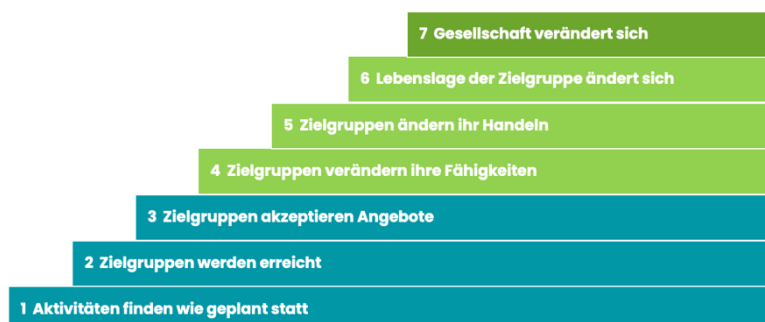 7 Gesellschaft verändert sich
6 Lebenslage der Zielgruppe ändert sich
5 Zielgruppen ändern ihr Handeln
4 Zielgruppen verändern ihre Fähigkeiten
3 Zielgruppen akzeptieren Angebote
2 Zielgruppen werden erreicht
1 Aktivitäten finden wie geplant statt